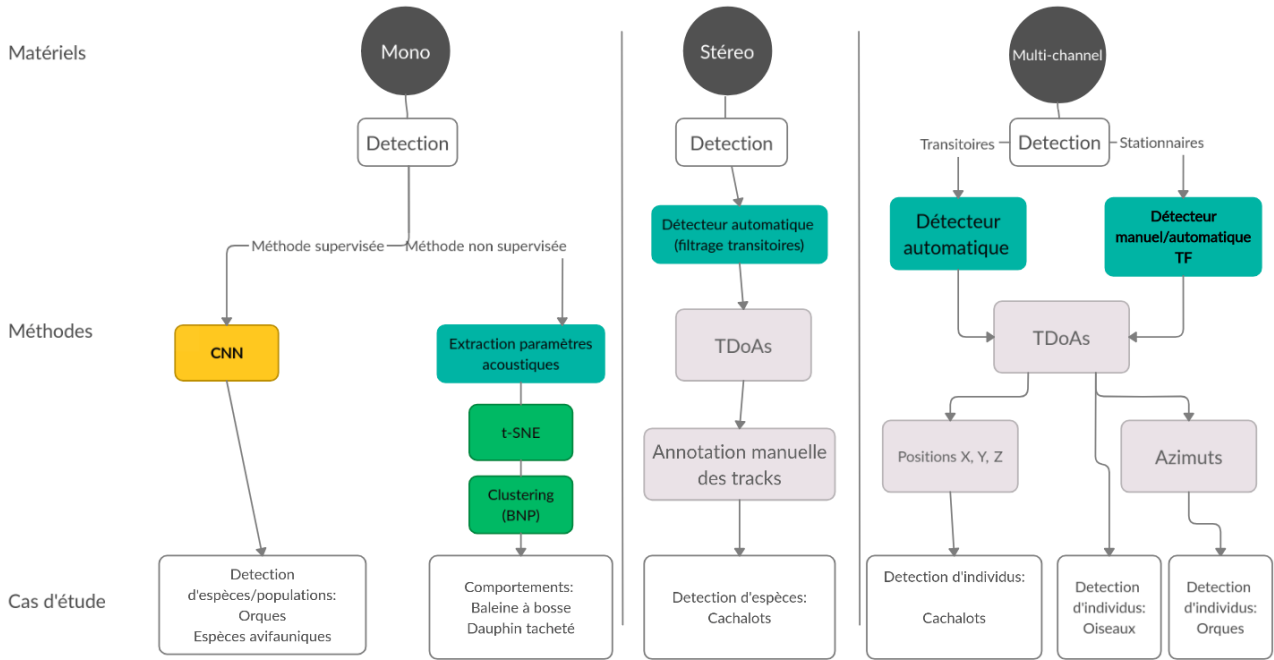 Matériels
Mono
Stéreo
Multi-channel
Detection
Detection
Transitoires
Detection
Stationnaires
Méthode supervisée
Méthode non supervisée
Détecteur automatique
(filtrage transitoires)
Détecteur
automatique
Détecteur
manuel/automatique
TF
Méthodes
CNN
Extraction paramètres
acoustiques
t-SNE
Clustering
(BNP)
TDoAs
Annotation manuelle
des tracks
TDoAs
Positions X, Y, Z
Azimuts
Cas d'étude
Detection
d'espèces/populations:
Orques
Espèces avifauniques
Comportements:
Baleine à bosse
Dauphin tacheté
Detection d'espèces:
Cachalots
Detection d'individus:
Cachalots
Détection
d'individus:
Oiseaux
Détection
d'individus:
Orques